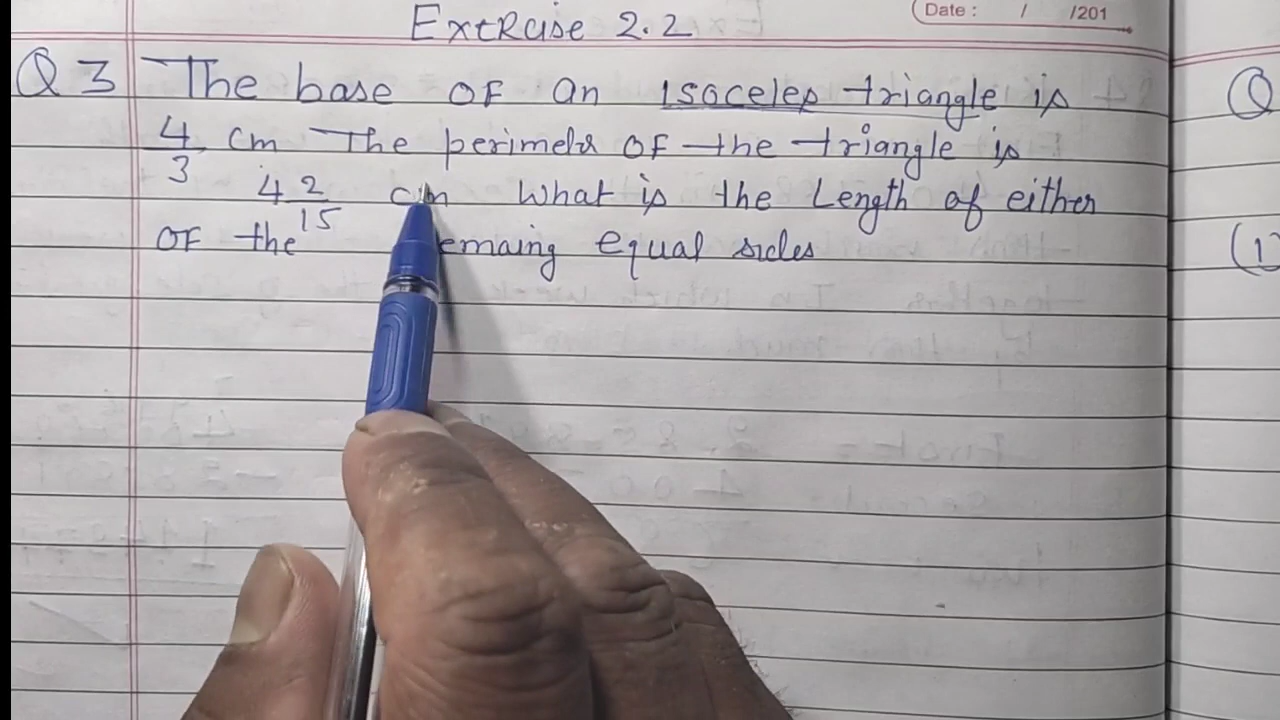 Exercise 2.2
Date : / /201
Q 3 The base of an isoceles triangle is
4/3 cm The perimeter of the triangle is
4 2/15 cm What is the Length of either
of the emaing equal sides
Q
(1)